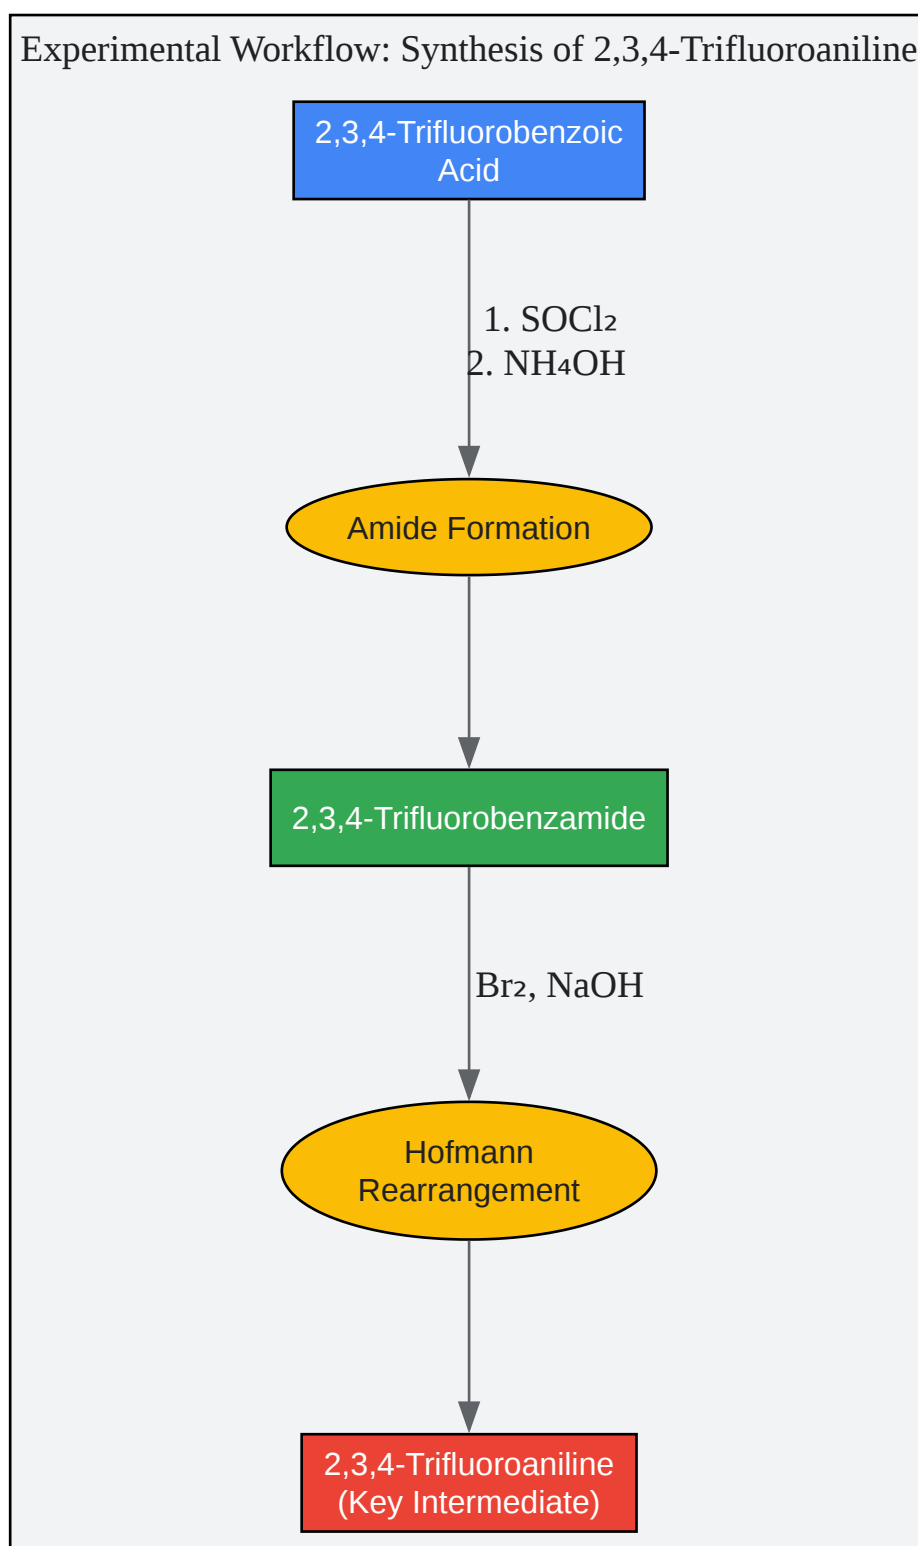 Experimental Workflow: Synthesis of 2,3,4-Trifluoroaniline
2,3,4-Trifluorobenzoic
Acid
1. SOCl₂
2. NH₄OH
Amide Formation
2,3,4-Trifluorobenzamide
Br₂, NaOH
Hofmann
Rearrangement
2,3,4-Trifluoroaniline
(Key Intermediate)